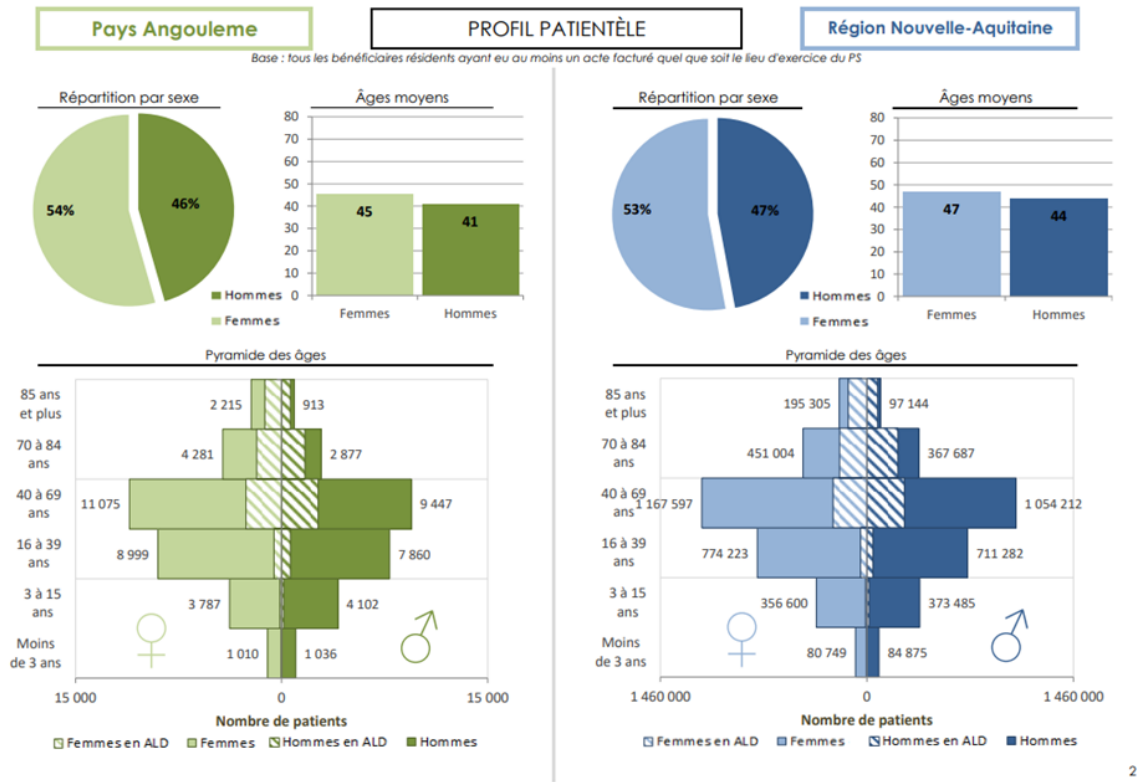 Pays Angouleme
PROFIL PATIENTÈLE
Région Nouvelle-Aquitaine
Base : tous les bénéficiaires résidents ayant eu au moins un acte facturé quel que soit le lieu d'exercice du PS
Répartition par sexe
54%
46%
Hommes
Femmes
Âges moyens
80
70
60
50
40
30
20
10
0
45
41
Femmes
Hommes
Répartition par sexe
53%
47%
Hommes
Femmes
Âges moyens
80
70
60
50
40
30
20
10
0
47
44
Femmes
Hommes
Pyramide des âges
85 ans et plus
2 215
913
70 à 84 ans
4 281
2 877
40 à 69 ans
11 075
9 447
16 à 39 ans
8 999
7 860
3 à 15 ans
3 787
4 102
Moins de 3 ans
1 010
1 036
15 000
0
15 000
Nombre de patients
Femmes en ALD
Femmes
Hommes en ALD
Hommes
Pyramide des âges
85 ans et plus
195 305
97 144
70 à 84 ans
451 004
367 687
40 à 69 ans
1 167 597
1 054 212
16 à 39 ans
774 223
711 282
3 à 15 ans
356 600
373 485
Moins de 3 ans
80 749
84 875
1 460 000
0
1 460 000
Nombre de patients
Femmes en ALD
Femmes
Hommes en ALD
Hommes
2